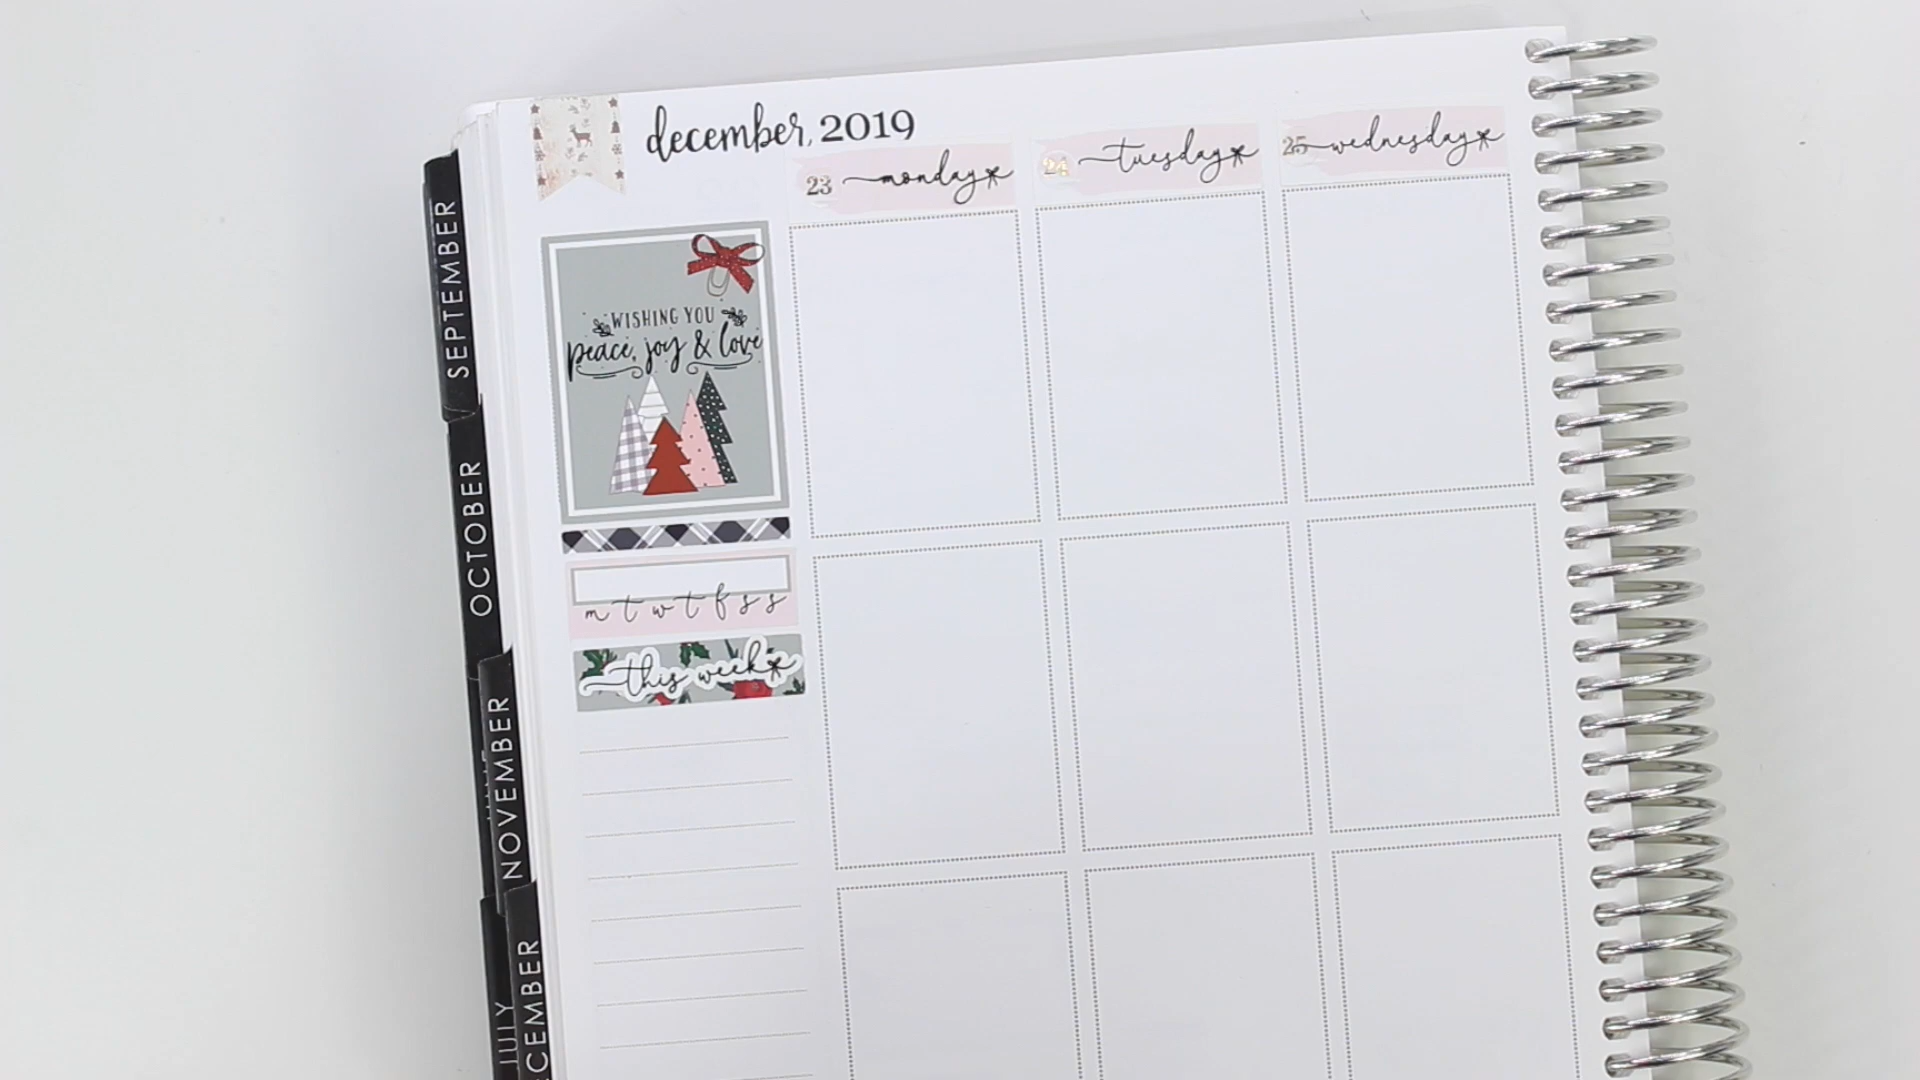 december, 2019
23 monday
24 tuesday
25 wednesday
WISHING YOU
peace, joy & love
m t w t f s s
this week
SEPTEMBER
OCTOBER
NOVEMBER
JULY
CEMBER